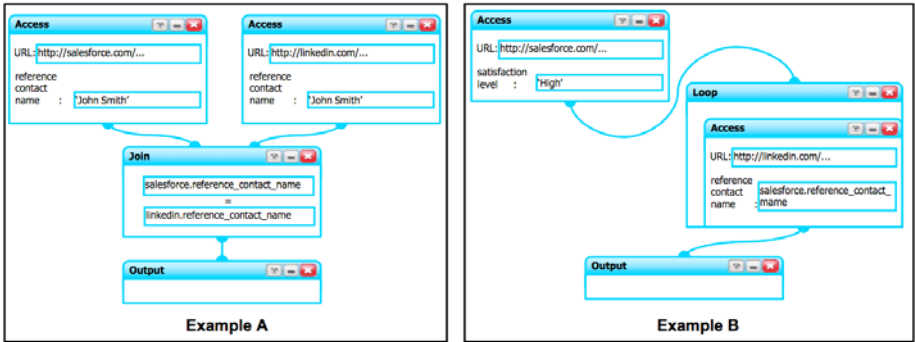 Access
URL: http://salesforce.com/...
reference
contact
name : 'John Smith'
Access
URL: http://linkedin.com/...
reference
contact
name : 'John Smith'
Join
salesforce.reference_contact_name
=
linkedin.reference_contact_name
Output
Example A
Access
URL: http://salesforce.com/...
satisfaction
level : 'High'
Loop
Access
URL: http://linkedin.com/...
reference
contact
name :
salesforce.reference_contact_
mame
Output
Example B